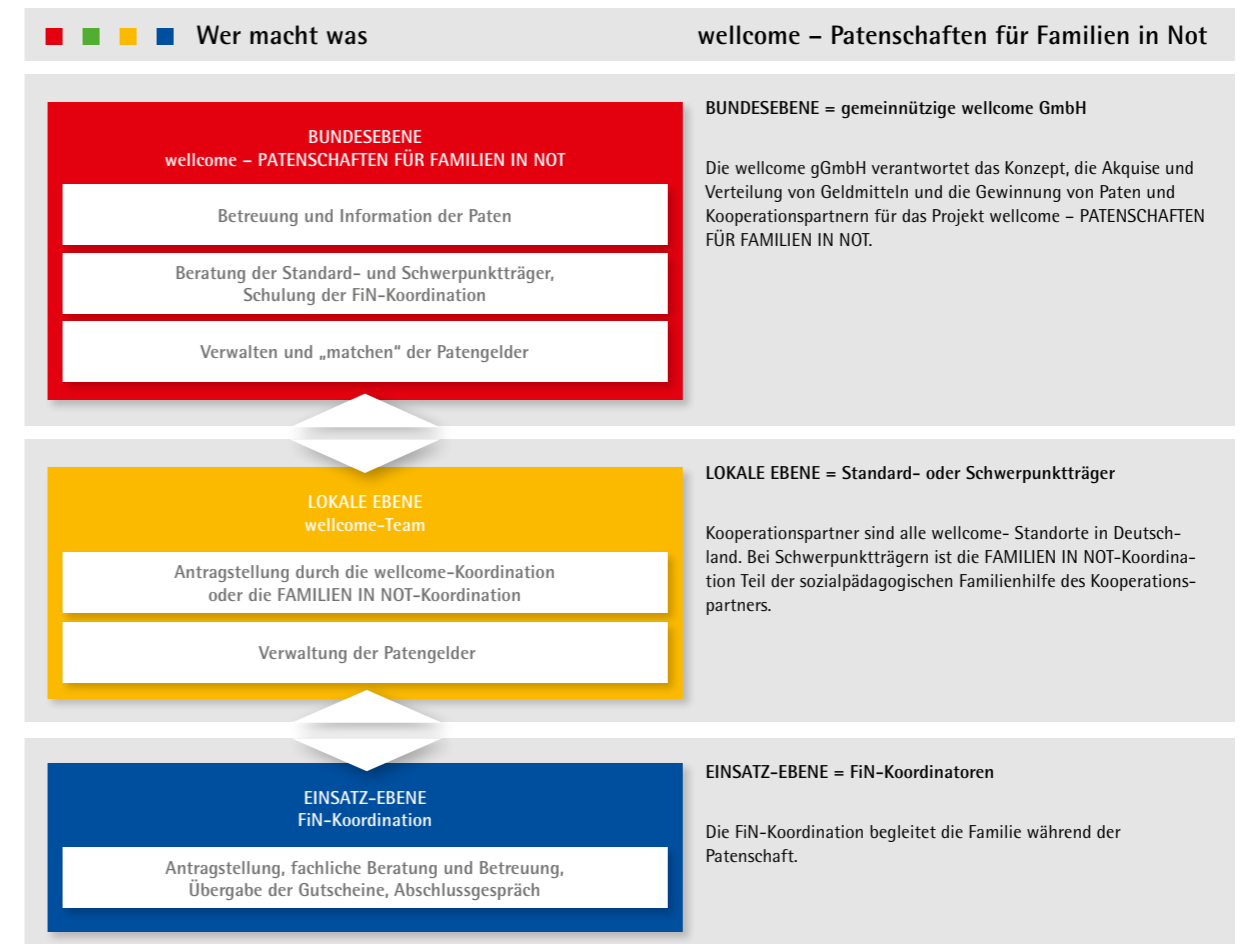 Wer macht was
wellcome – Patenschaften für Familien in Not
BUNDESEBENE
wellcome – PATENSCHAFTEN FÜR FAMILIEN IN NOT
Betreuung und Information der Paten
Beratung der Standard- und Schwerpunktträger,
Schulung der FiN-Koordination
Verwalten und „matchen“ der Patengelder
BUNDESEBENE = gemeinnützige wellcome GmbH
Die wellcome gGmbH verantwortet das Konzept, die Akquise und
Verteilung von Geldmitteln und die Gewinnung von Paten und
Kooperationspartnern für das Projekt wellcome – PATENSCHAFTEN
FÜR FAMILIEN IN NOT.
LOKALE EBENE
wellcome-Team
Antragstellung durch die wellcome-Koordination
oder die FAMILIEN IN NOT-Koordination
Verwaltung der Patengelder
LOKALE EBENE = Standard- oder Schwerpunktträger
Kooperationspartner sind alle wellcome- Standorte in Deutsch-
land. Bei Schwerpunktträgern ist die FAMILIEN IN NOT-Koordina-
tion Teil der sozialpädagogischen Familienhilfe des Kooperations-
partners.
EINSATZ-EBENE
FiN-Koordination
Antragstellung, fachliche Beratung und Betreuung,
Übergabe der Gutscheine, Abschlussgespräch
EINSATZ-EBENE = FiN-Koordinatoren
Die FiN-Koordination begleitet die Familie während der
Patenschaft.